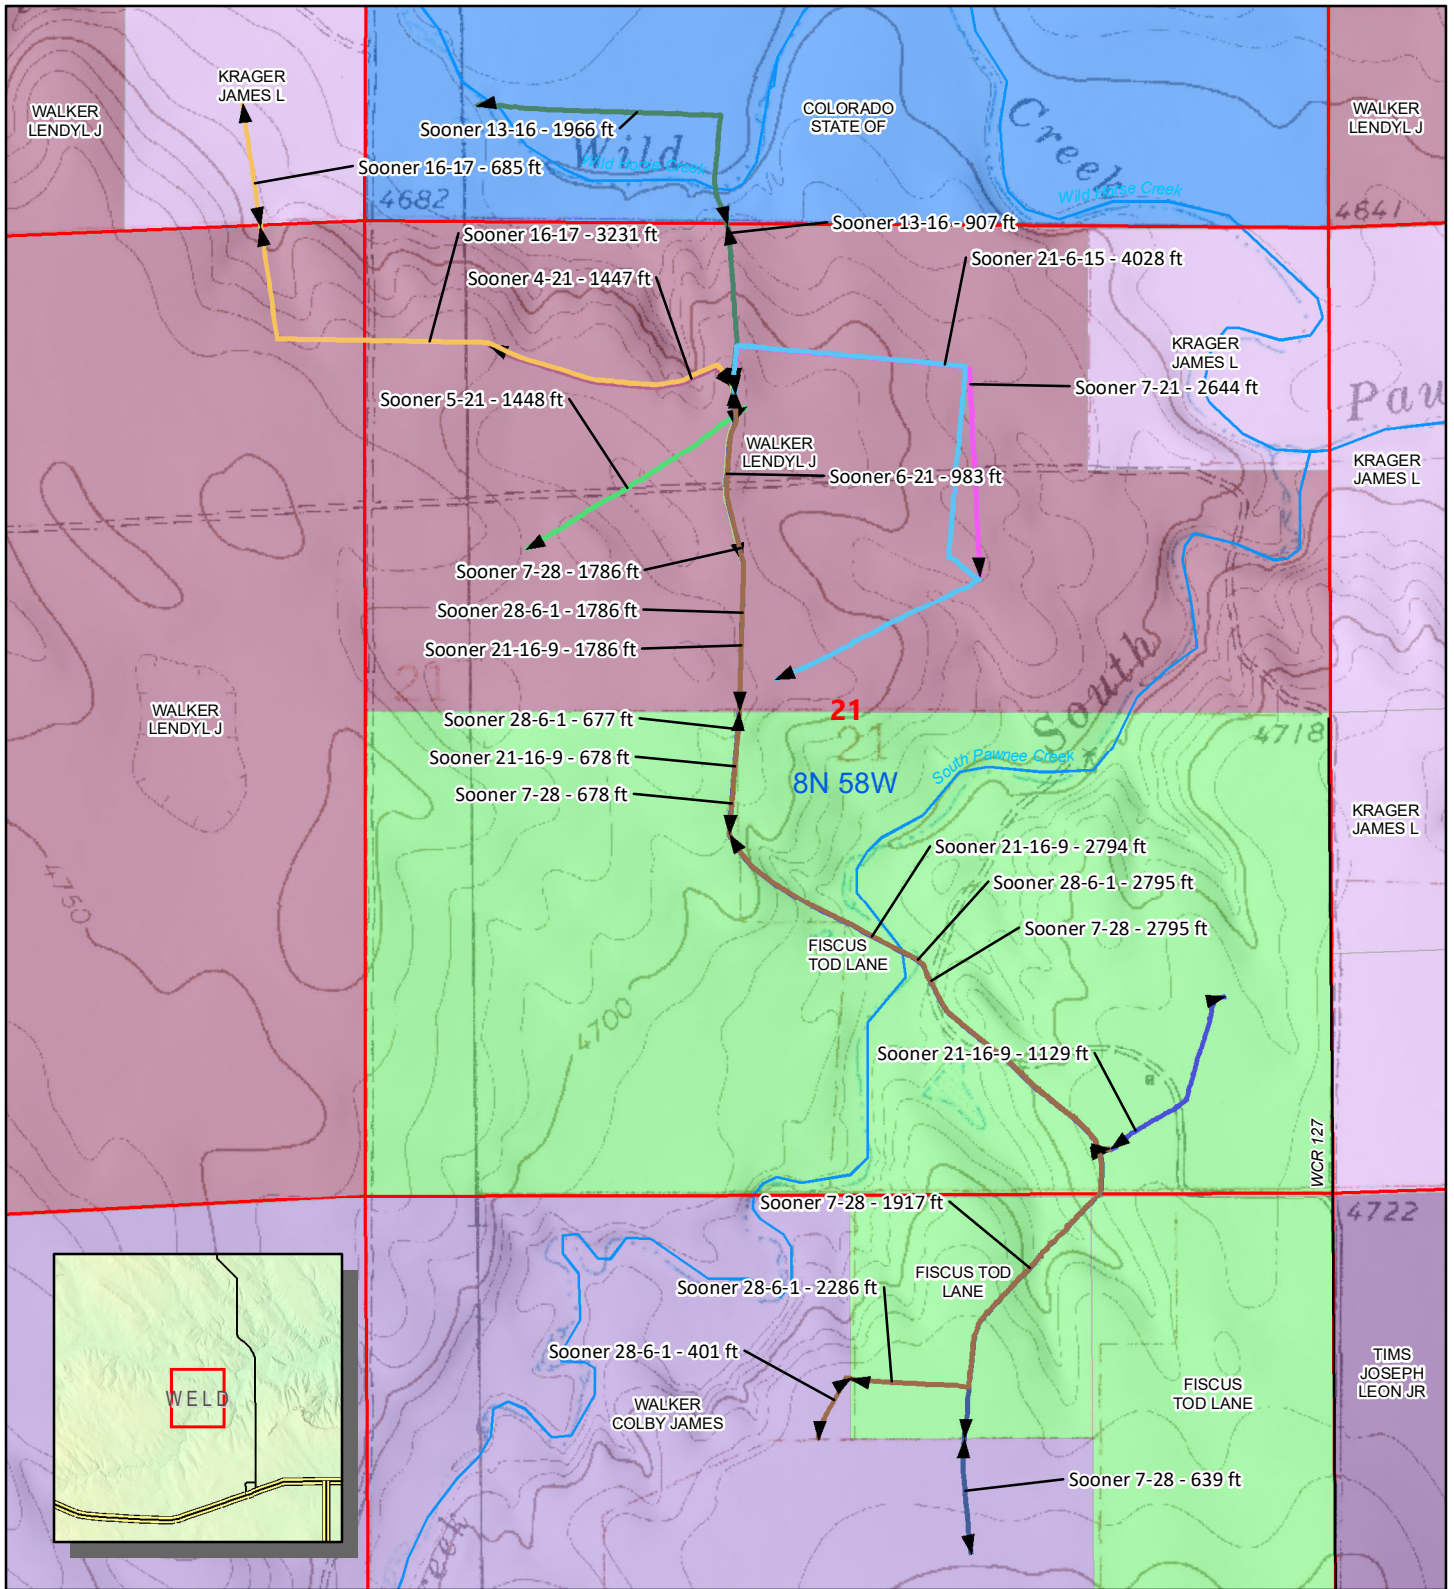 KRAGER
JAMES L
WALKER
LENDYL J
COLORADO
STATE OF
WALKER
LENDYL J
Sooner 13-16 - 1966 ft
Wild
Creek
Wild Horse Creek
Sooner 16-17 - 685 ft
Wild Horse Creek
4682
4841
Sooner 13-16 - 907 ft
Sooner 16-17 - 3231 ft
Sooner 21-6-15 - 4028 ft
Sooner 4-21 - 1447 ft
KRAGER
JAMES L
Sooner 7-21 - 2644 ft
Paw
Sooner 5-21 - 1448 ft
WALKER
LENDYL J
KRAGER
JAMES L
Sooner 6-21 - 983 ft
Sooner 7-28 - 1786 ft
Sooner 28-6-1 - 1786 ft
Sooner 21-16-9 - 1786 ft
South
21
WALKER
LENDYL J
21
Sooner 28-6-1 - 677 ft
21
4718
Sooner 21-16-9 - 678 ft
South Pawnee Creek
8N 58W
Sooner 7-28 - 678 ft
KRAGER
JAMES L
Sooner 21-16-9 - 2794 ft
Sooner 28-6-1 - 2795 ft
4750
Sooner 7-28 - 2795 ft
FISCUS
TOD LANE
4700
Sooner 21-16-9 - 1129 ft
WCR 127
Sooner 7-28 - 1917 ft
4722
FISCUS TOD
LANE
Sooner 28-6-1 - 2286 ft
Sooner 28-6-1 - 401 ft
TIMS
JOSEPH
LEON JR
FISCUS
TOD LANE
WELD
WALKER
COLBY JAMES
Sooner 7-28 - 639 ft
eek